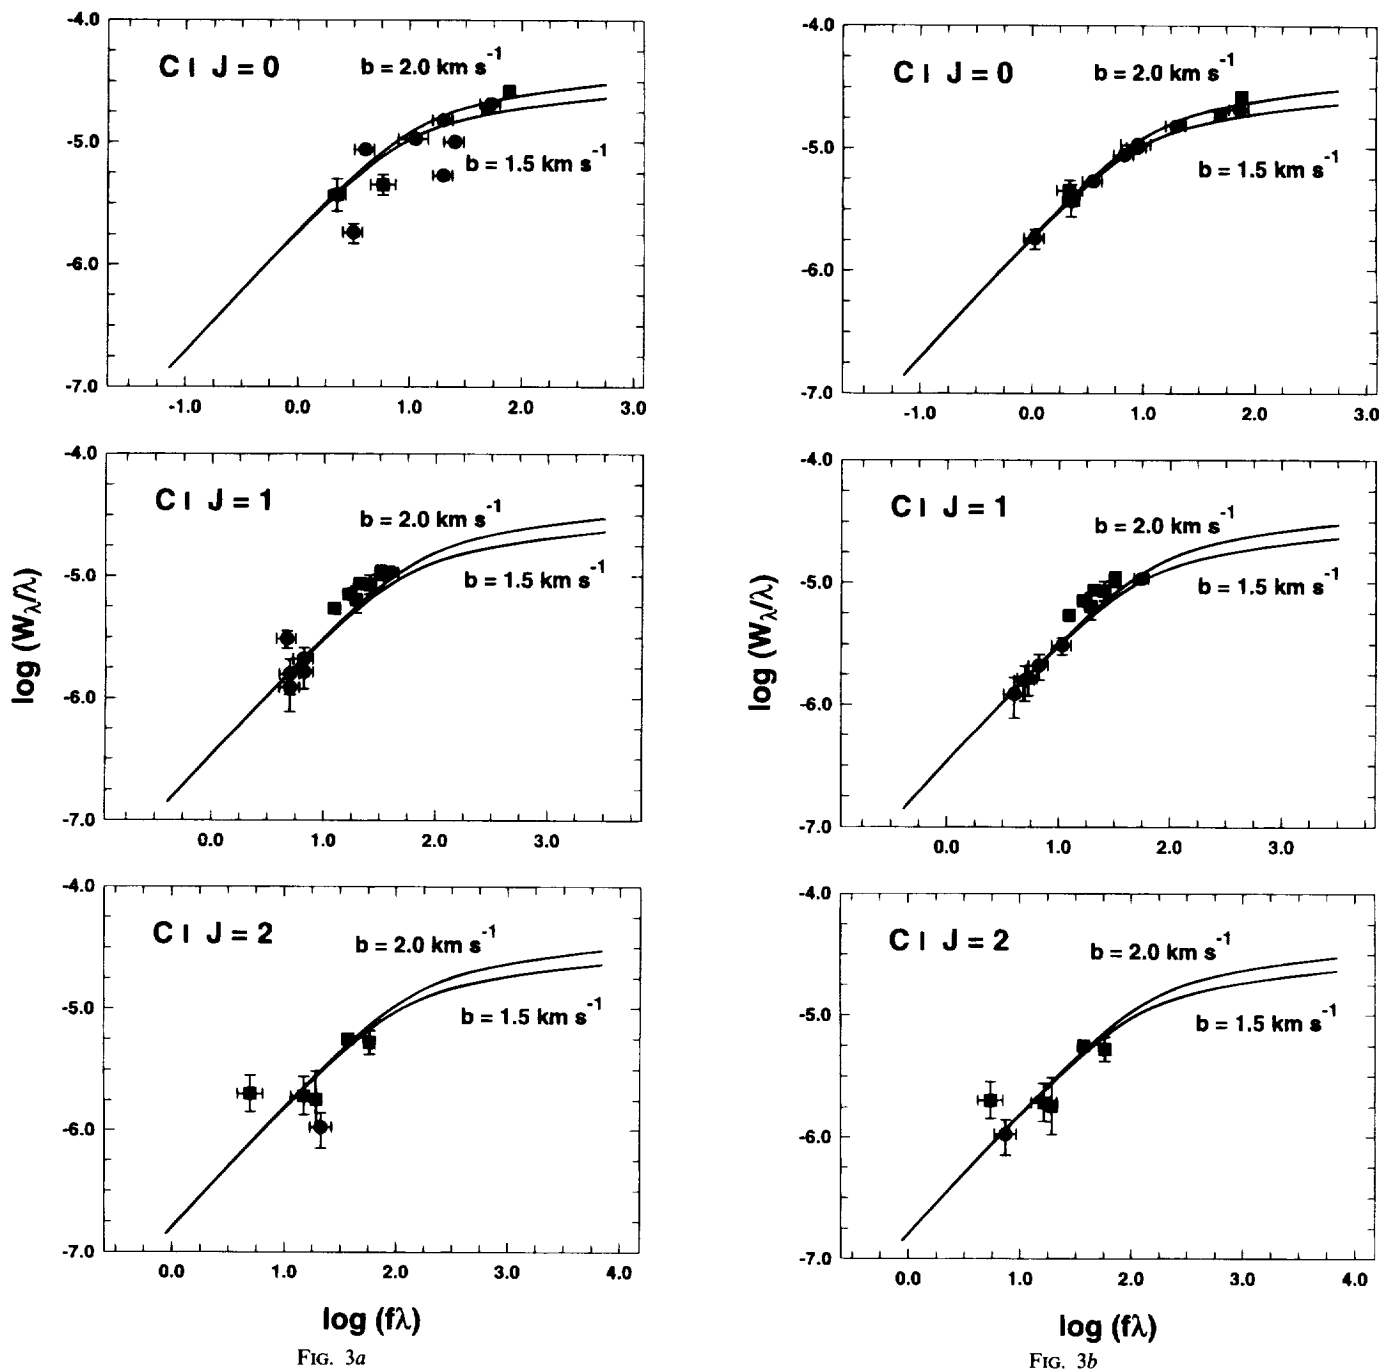 -4.0
C I J = 0
b = 2.0 km s⁻¹
-5.0
b = 1.5 km s⁻¹
-6.0
-7.0
-1.0 0.0 1.0 2.0 3.0
-4.0
C I J = 1
b = 2.0 km s⁻¹
-5.0
b = 1.5 km s⁻¹
log (Wλ/λ)
-6.0
-7.0
0.0 1.0 2.0 3.0
-4.0
C I J = 2
b = 2.0 km s⁻¹
-5.0
b = 1.5 km s⁻¹
-6.0
-7.0
0.0 1.0 2.0 3.0 4.0
log (fλ)
FIG. 3a
-4.0
C I J = 0
b = 2.0 km s⁻¹
-5.0
b = 1.5 km s⁻¹
-6.0
-7.0
-1.0 0.0 1.0 2.0 3.0
-4.0
C I J = 1
b = 2.0 km s⁻¹
-5.0
b = 1.5 km s⁻¹
log (Wλ/λ)
-6.0
-7.0
0.0 1.0 2.0 3.0
-4.0
C I J = 2
b = 2.0 km s⁻¹
-5.0
b = 1.5 km s⁻¹
-6.0
-7.0
0.0 1.0 2.0 3.0 4.0
log (fλ)
FIG. 3b